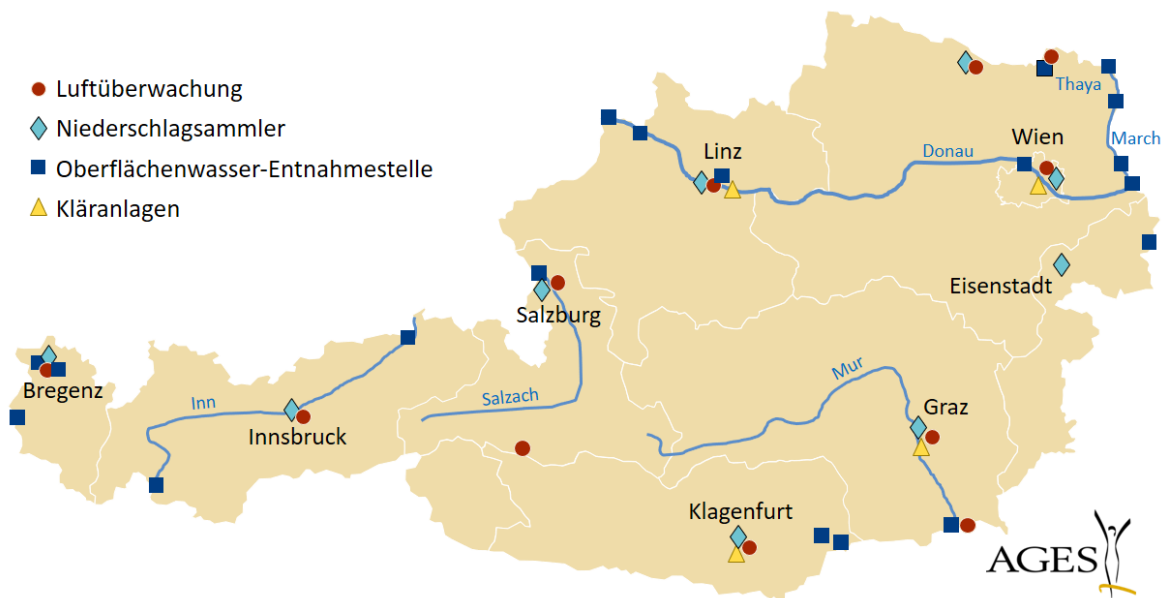 Luftüberwachung
Niederschlagsammler
Oberflächenwasser-Entnahmestelle
Kläranlagen
Thaya
March
Wien
Linz
Donau
Eisenstadt
Salzburg
Bregenz
Inn
Innsbruck
Salzach
Mur
Graz
Klagenfurt
AGES